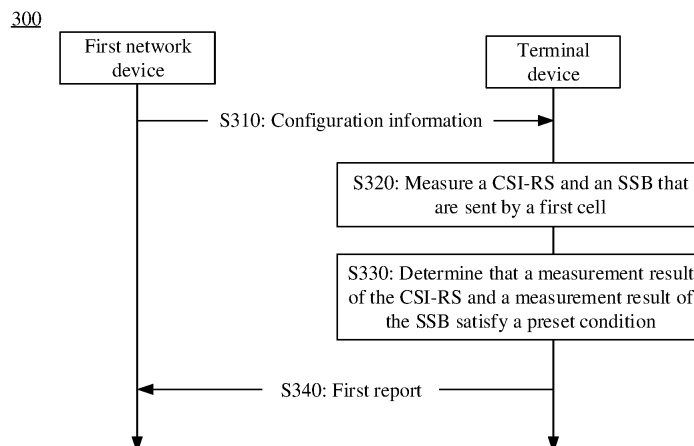 300
First network
device
Terminal
device
S310: Configuration information
S320: Measure a CSI-RS and an SSB that
are sent by a first cell
S330: Determine that a measurement result
of the CSI-RS and a measurement result of
the SSB satisfy a preset condition
S340: First report